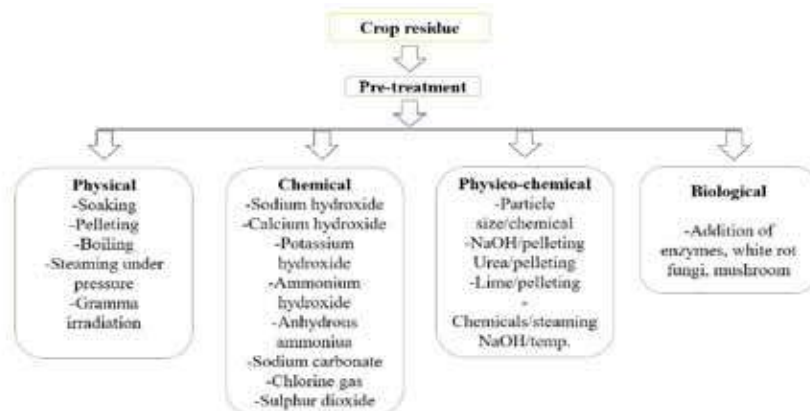 Crop residue
Pre-treatment
Physical
-Soaking
-Pelleting
-Boiling
-Steaming under
pressure
-Gramma
irradiation
Chemical
-Sodium hydroxide
-Calcium hydroxide
-Potassium
hydroxide
-Ammonium
hydroxide
-Anhydrous
ammoniua
-Sodium carbonate
-Chlorine gas
-Sulphur dioxide
Physico-chemical
-Particle
size/chemical
-NaOH/pelleting
Urea/pelleting
-Lime/pelleting
-
Chemicals/steaming
NaOH/temp.
Biological
-Addition of
enzymes, white rot
fungi, mushroom